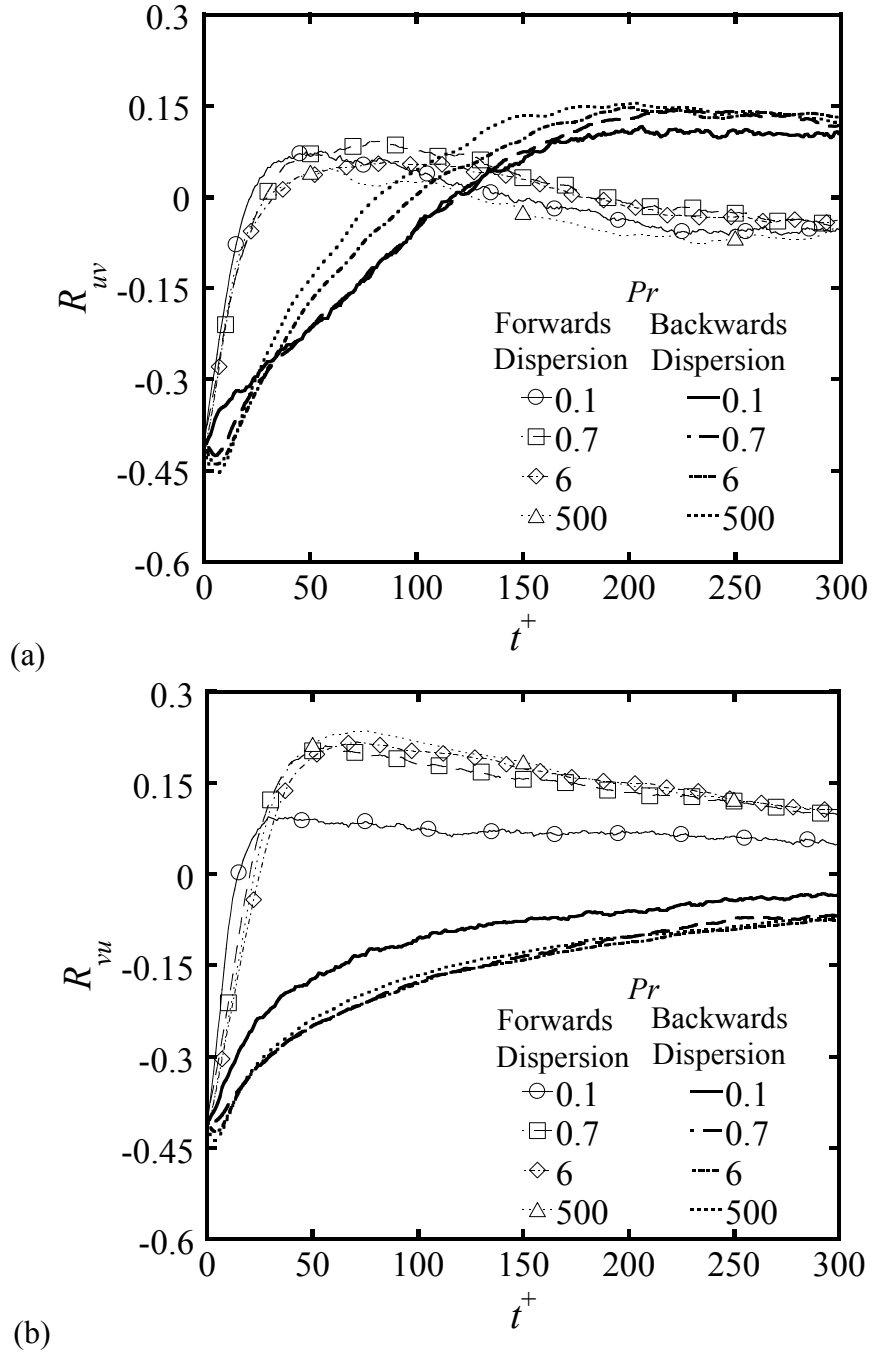 0.3
0.15
0
-0.15
-0.3
-0.45
-0.6
R_uv
Pr
Forwards Backwards
Dispersion Dispersion
0.1 0.1
0.7 0.7
6 6
500 500
0 50 100 150 200 250 300
t+
(a)
0.3
0.15
0
-0.15
-0.3
-0.45
-0.6
R_vu
Pr
Forwards Backwards
Dispersion Dispersion
0.1 0.1
0.7 0.7
6 6
500 500
0 50 100 150 200 250 300
t+
(b)